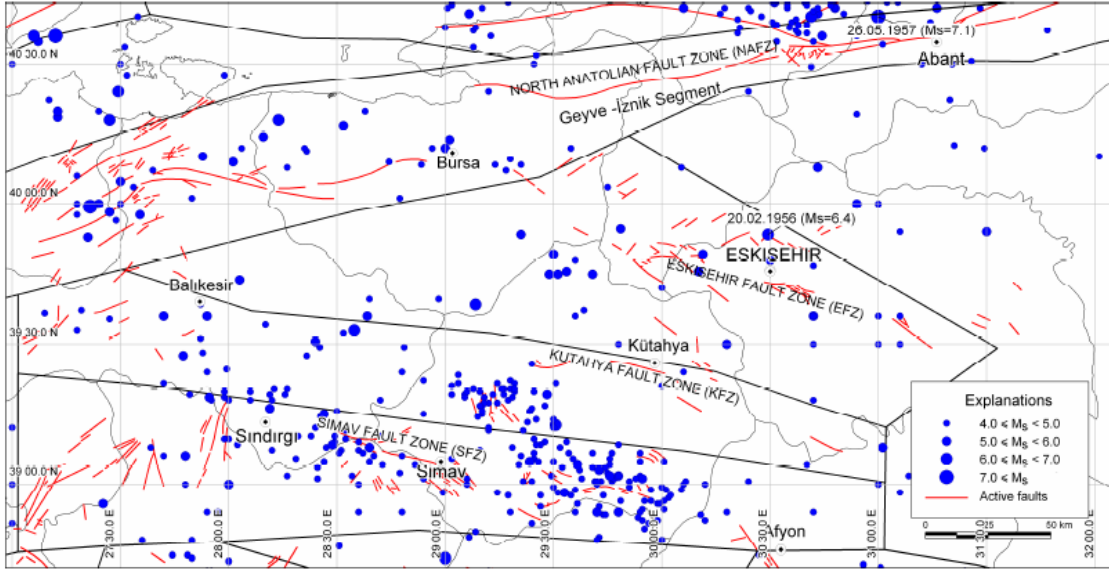 26.05.1957 (Ms=7.1)
40 30.0 N
NORTH ANATOLIAN FAULT ZONE (NAFZ)
Abant
Geyve -Iznik Segment
Bursa
40 00.0 N
20.02.1956 (Ms=6.4)
ESKISEHIR
ESKISEHIR FAULT ZONE (EFZ)
Balıkesir
39 30.0 N
Kütahya
KUTAHYA FAULT ZONE (KFZ)
Sındırgı
SIMAV FAULT ZONE (SFZ)
Simav
39 00.0 N
Afyon
27 30.0 E
28 00.0 E
28 30.0 E
29 00.0 E
29 30.0 E
30 00.0 E
30 30.0 E
31 00.0 E
31 30.0 E
32 00.0 E
Explanations
4.0 ⩽ Ms < 5.0
5.0 ⩽ Ms < 6.0
6.0 ⩽ Ms < 7.0
7.0 ⩽ Ms
Active faults
0 25 50 km